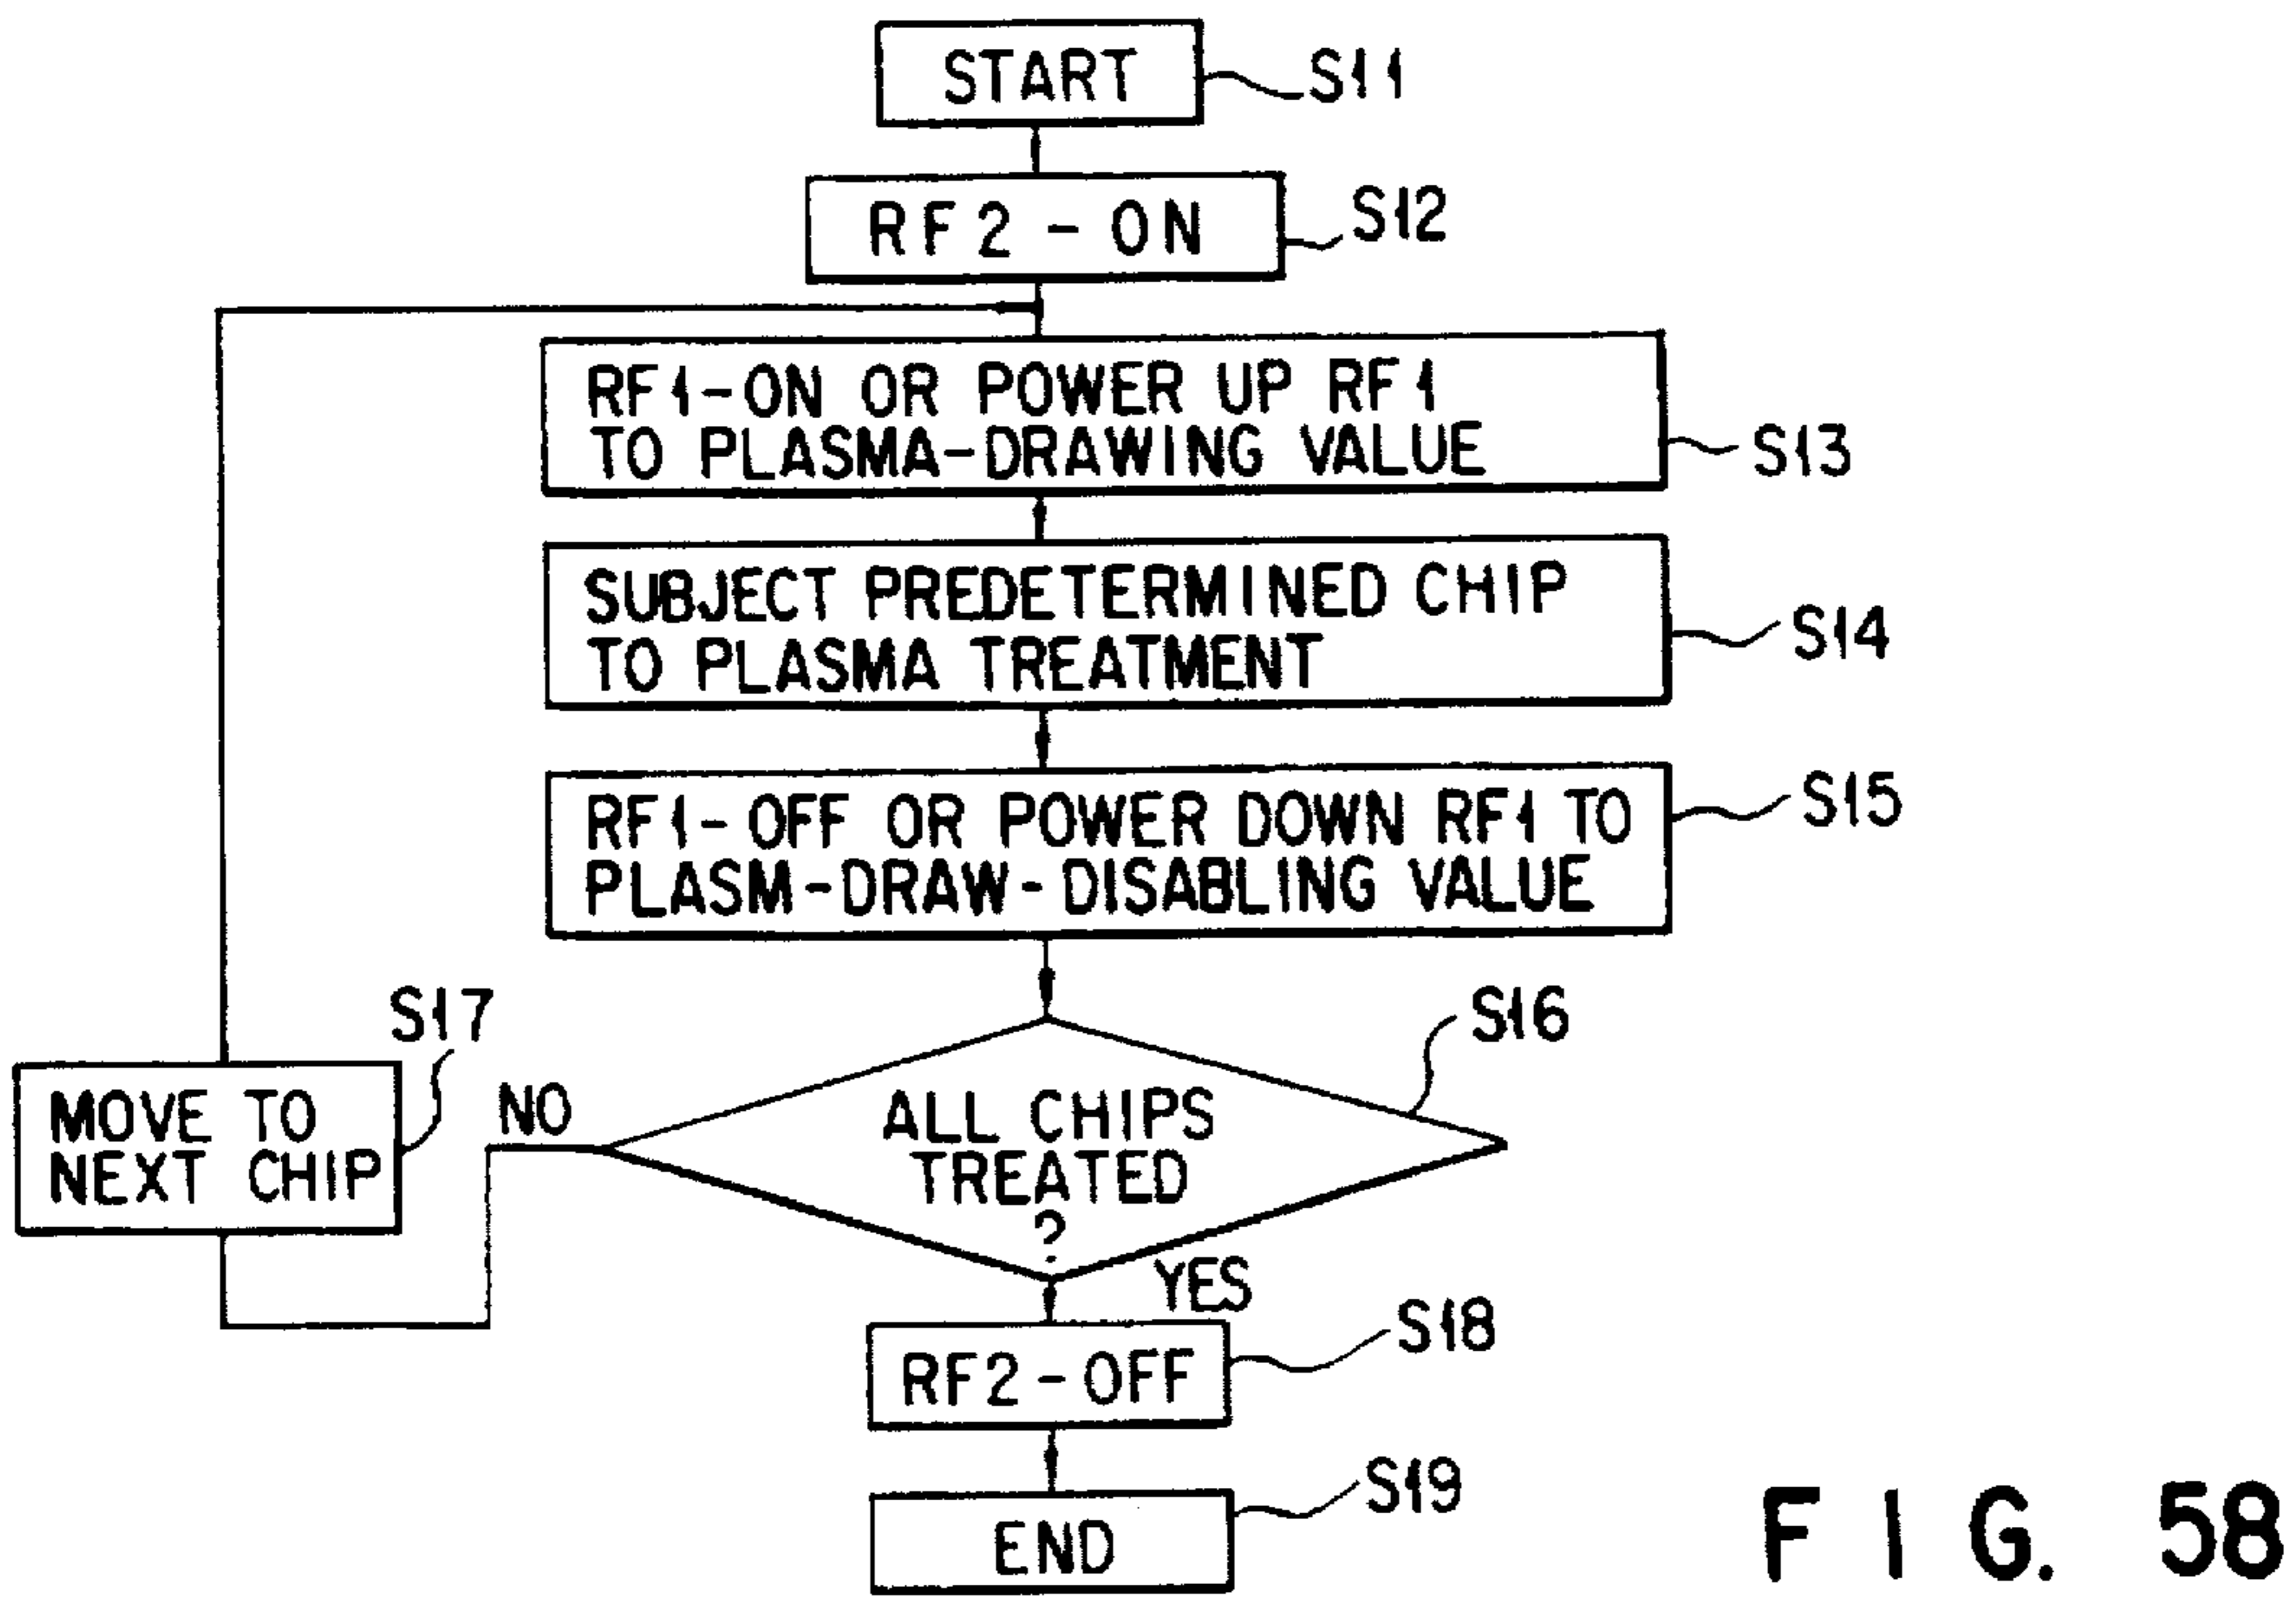 START
S11
RF2-ON
S12
RF1-ON OR POWER UP RF1
TO PLASMA-DRAWING VALUE
S13
SUBJECT PREDETERMINED CHIP
TO PLASMA TREATMENT
S14
RF1-OFF OR POWER DOWN RF1 TO
PLASM-DRAW-DISABLING VALUE
S15
S16
ALL CHIPS
TREATED
?
NO
S17
MOVE TO
NEXT CHIP
YES
RF2-OFF
S18
END
S19
FIG. 58